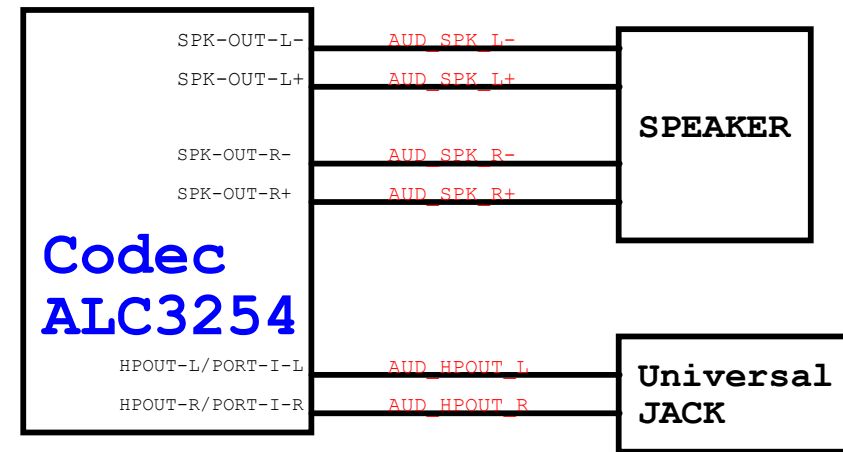 SPK-OUT-L- AUD_SPK_L-
SPK-OUT-L+ AUD_SPK_L+
SPEAKER
SPK-OUT-R- AUD_SPK_R-
SPK-OUT-R+ AUD_SPK_R+
Codec
ALC3254
HPOUT-L/PORT-I-L AUD_HPOUT_L
HPOUT-R/PORT-I-R AUD_HPOUT_R
Universal
JACK